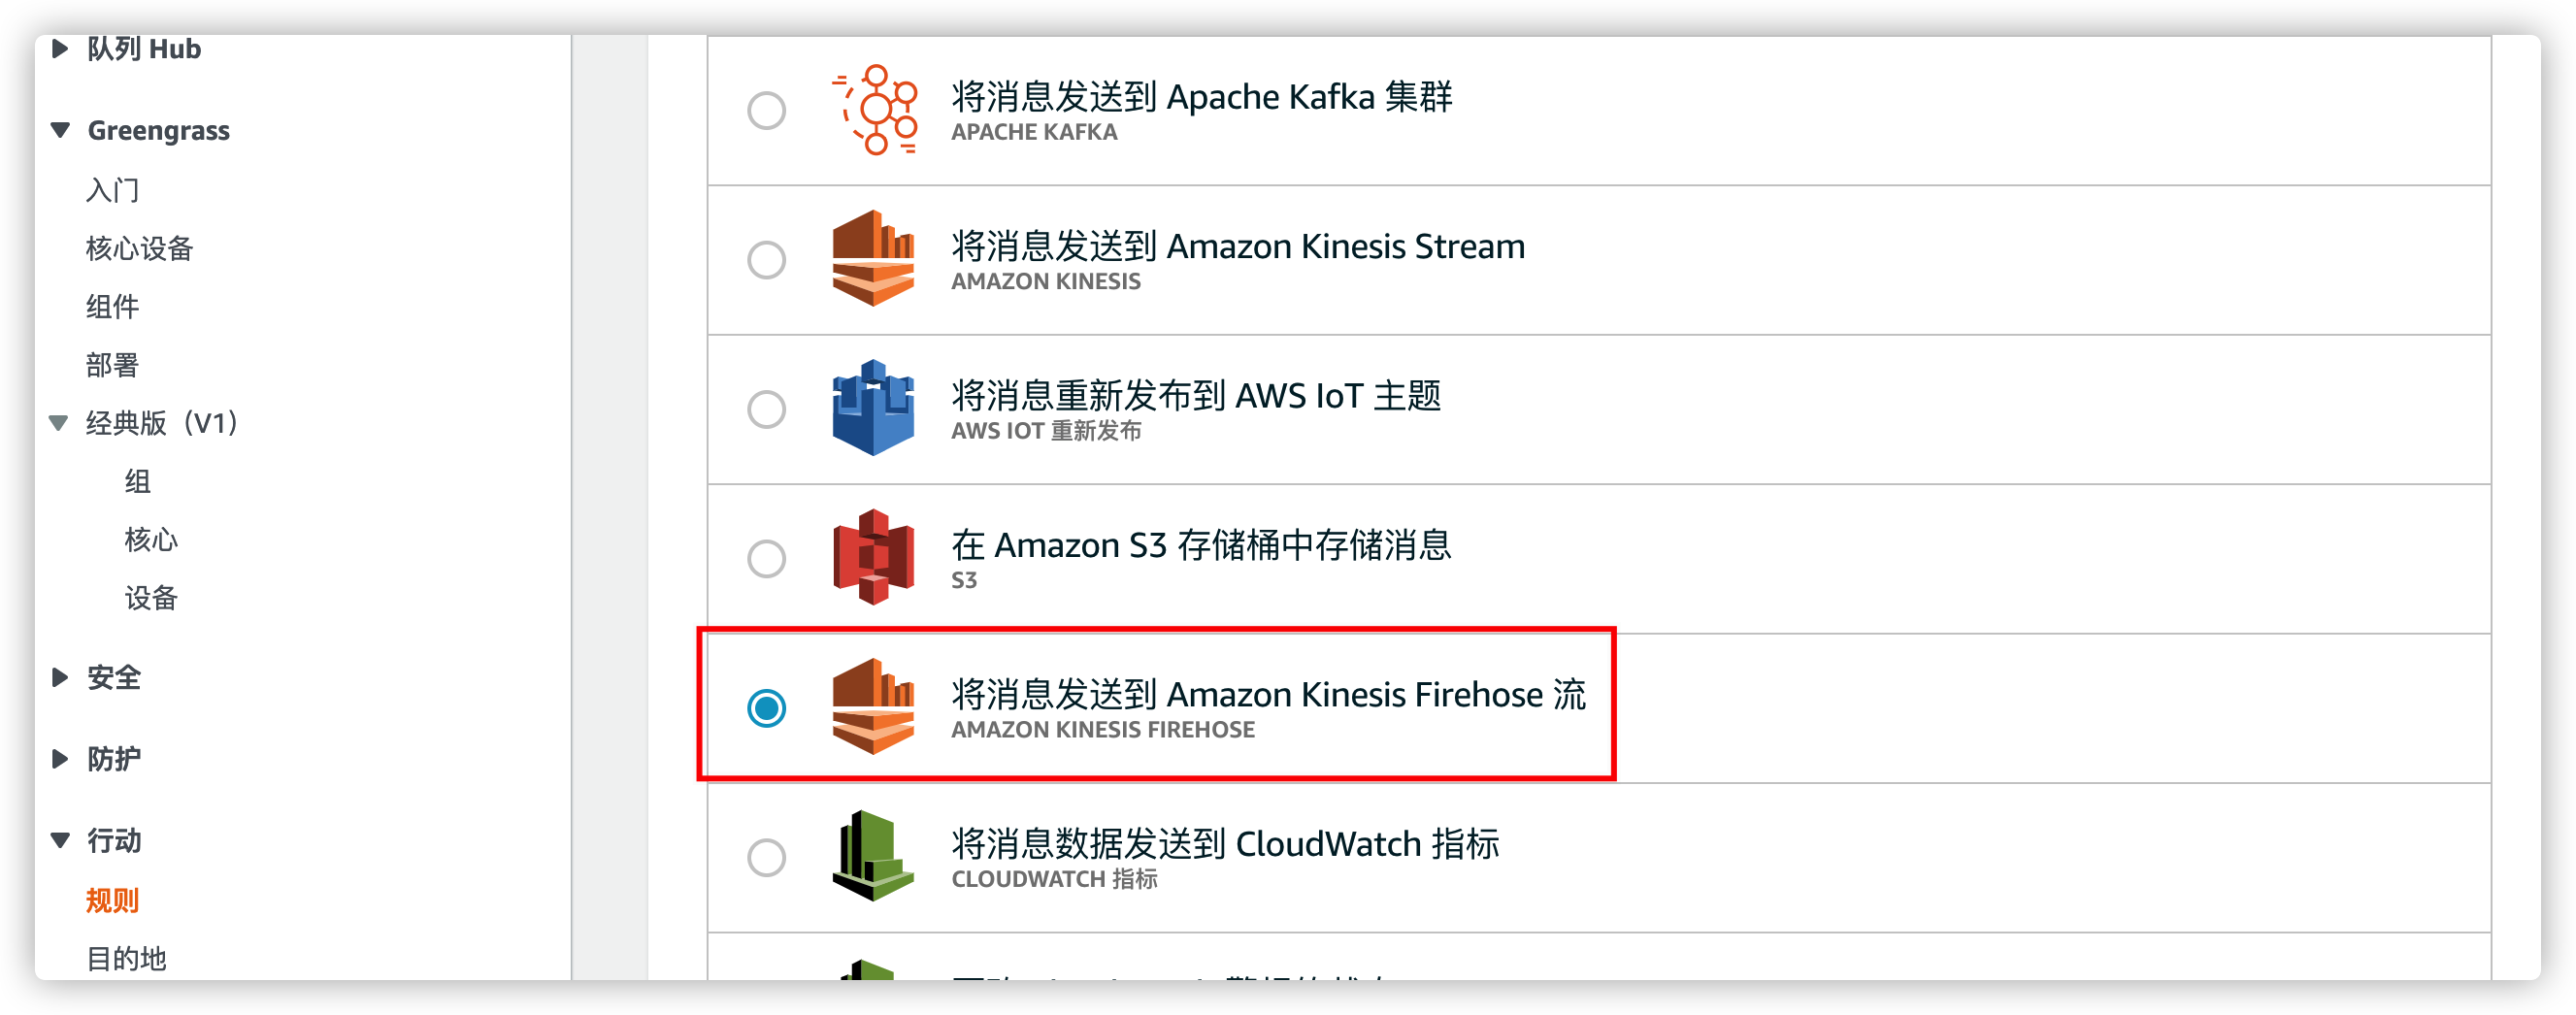 队列 Hub
Greengrass
入门
核心设备
组件
部署
经典版（V1）
组
核心
设备
安全
防护
行动
规则
目的地
将消息发送到 Apache Kafka 集群
APACHE KAFKA
将消息发送到 Amazon Kinesis Stream
AMAZON KINESIS
将消息重新发布到 AWS IoT 主题
AWS IOT 重新发布
在 Amazon S3 存储桶中存储消息
S3
将消息发送到 Amazon Kinesis Firehose 流
AMAZON KINESIS FIREHOSE
将消息数据发送到 CloudWatch 指标
CLOUDWATCH 指标